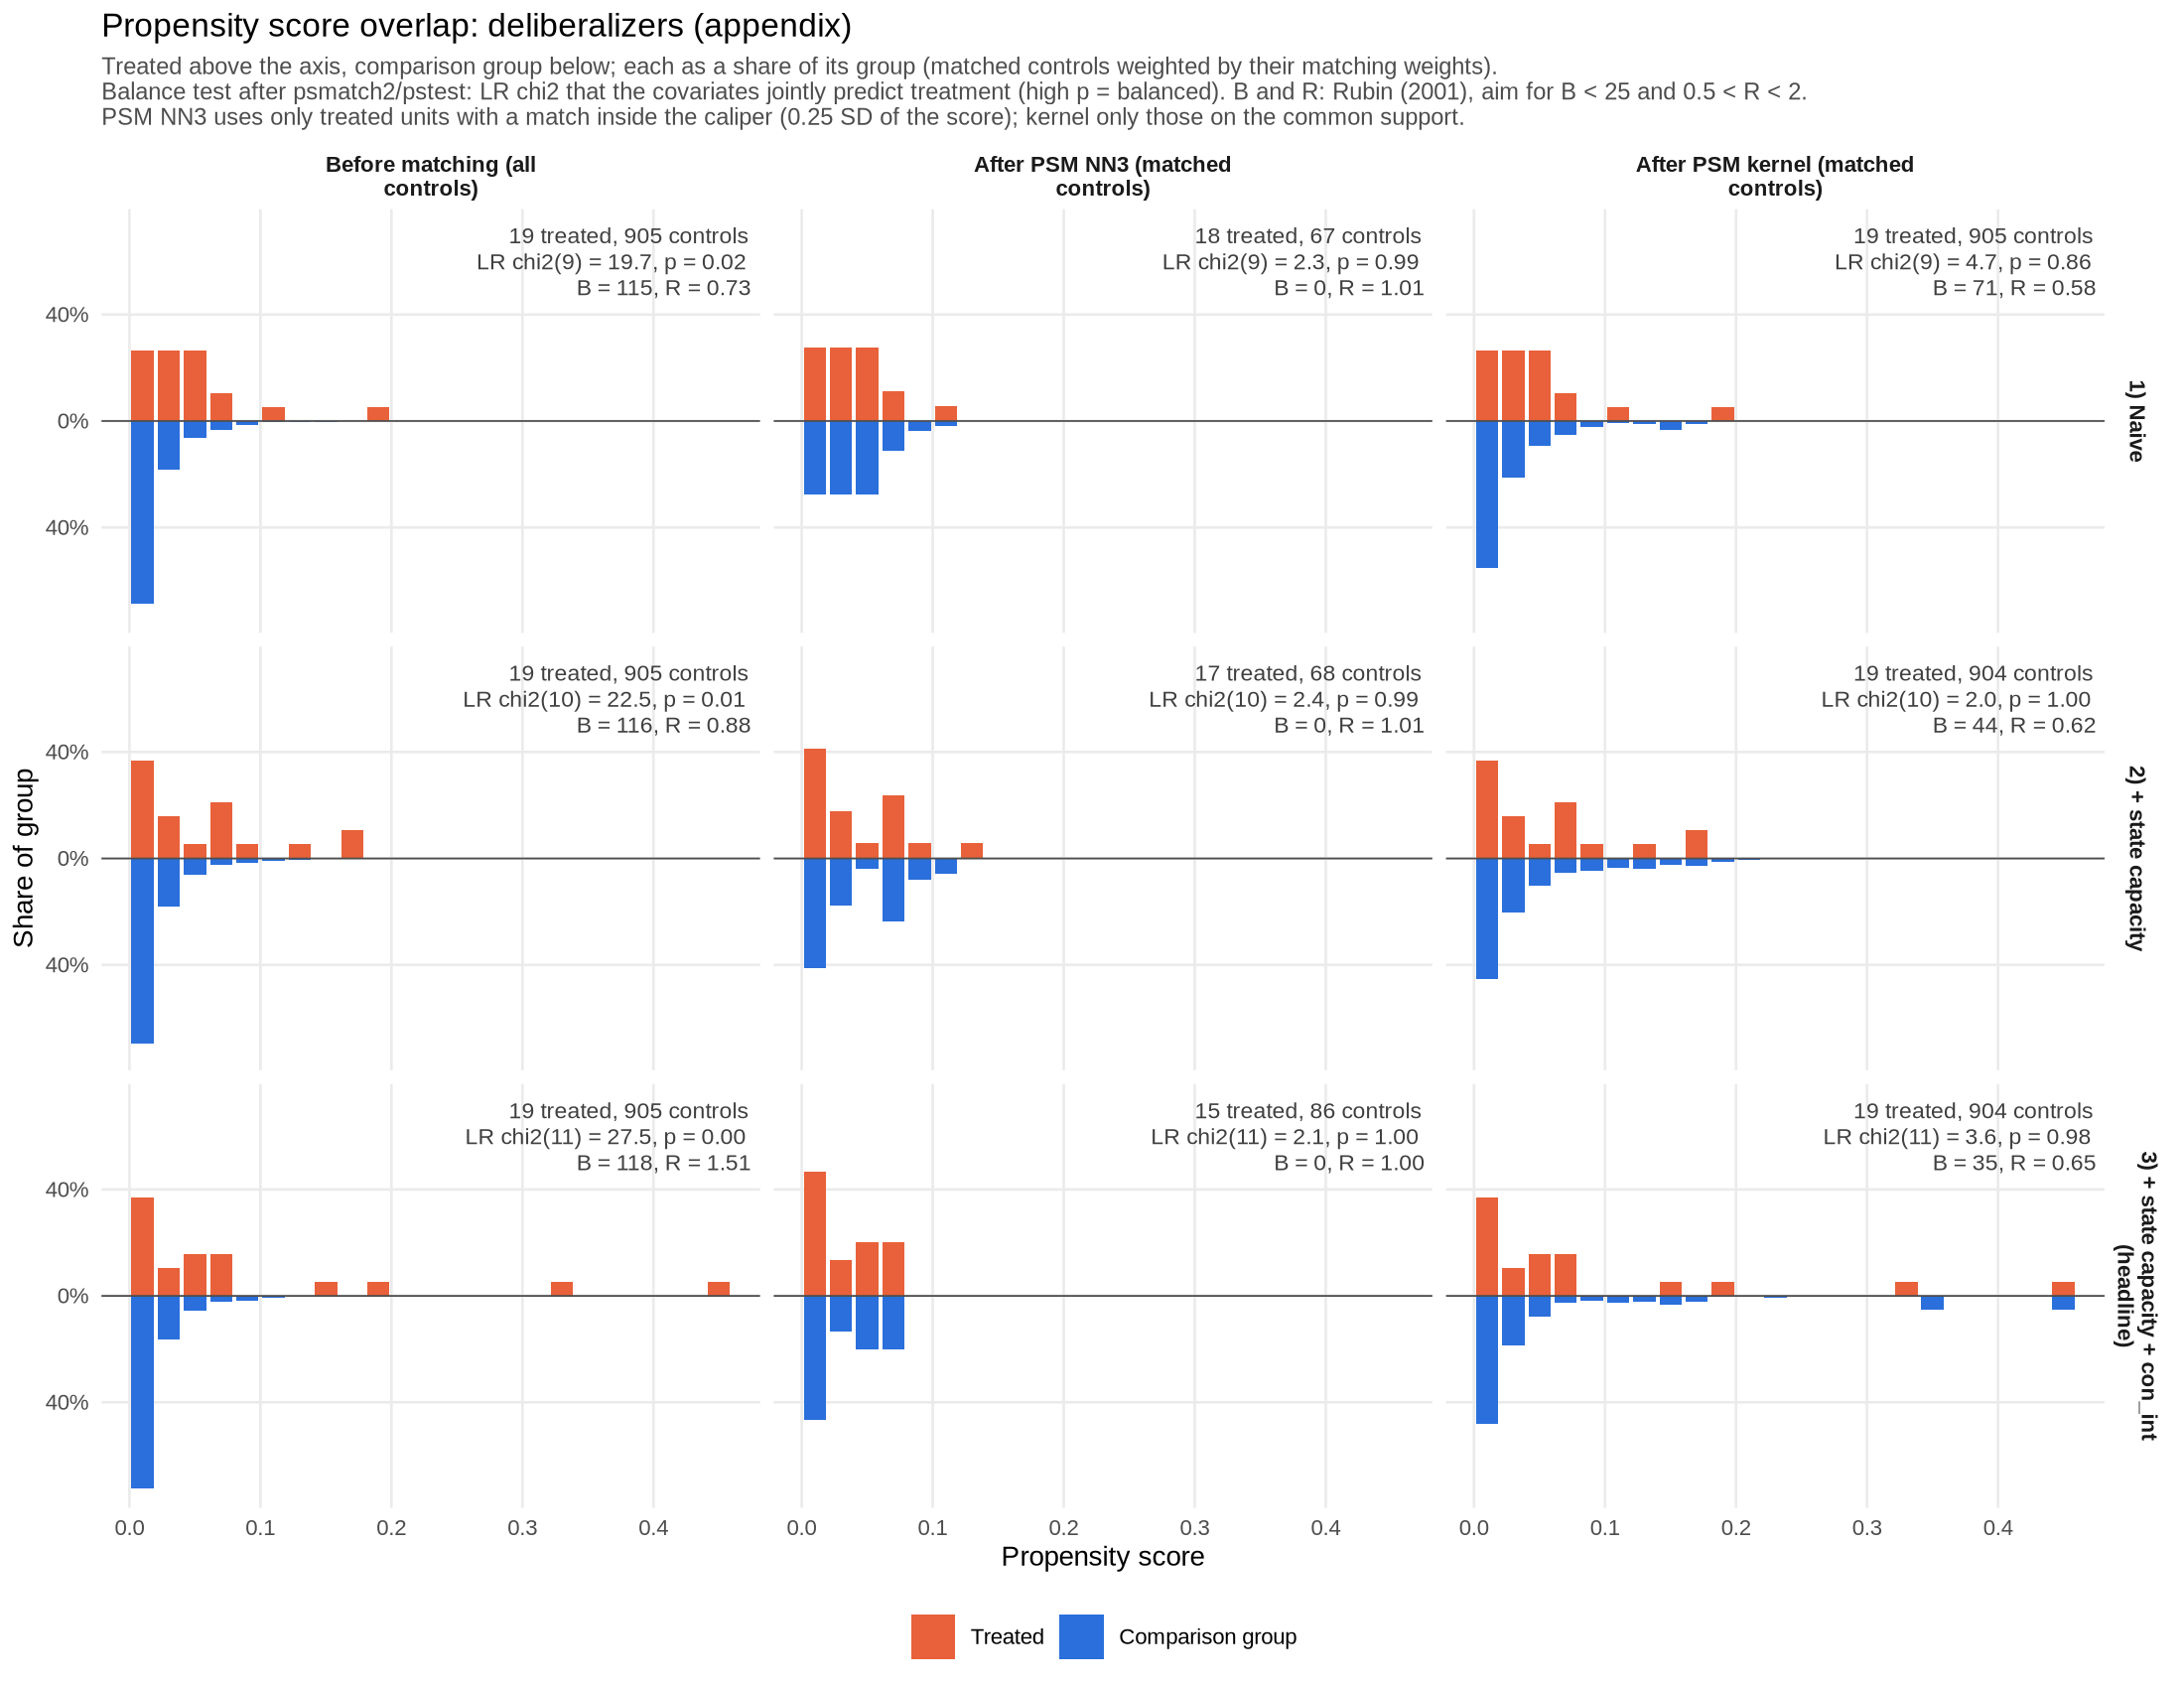 Propensity score overlap: deliberalizers (appendix)
Treated above the axis, comparison group below; each as a share of its group (matched controls weighted by their matching weights).
Balance test after psmatch2/pstest: LR chi2 that the covariates jointly predict treatment (high p = balanced). B and R: Rubin (2001), aim for B < 25 and 0.5 < R < 2.
PSM NN3 uses only treated units with a match inside the caliper (0.25 SD of the score); kernel only those on the common support.
Before matching (all
controls)
After PSM NN3 (matched
controls)
After PSM kernel (matched
controls)
19 treated, 905 controls
LR chi2(9) = 19.7, p = 0.02
B = 115, R = 0.73
18 treated, 67 controls
LR chi2(9) = 2.3, p = 0.99
B = 0, R = 1.01
19 treated, 905 controls
LR chi2(9) = 4.7, p = 0.86
B = 71, R = 0.58
40%
0%
40%
1) Naive
19 treated, 905 controls
LR chi2(10) = 22.5, p = 0.01
B = 116, R = 0.88
17 treated, 68 controls
LR chi2(10) = 2.4, p = 0.99
B = 0, R = 1.01
19 treated, 904 controls
LR chi2(10) = 2.0, p = 1.00
B = 44, R = 0.62
40%
0%
40%
Share of group
2) + state capacity
19 treated, 905 controls
LR chi2(11) = 27.5, p = 0.00
B = 118, R = 1.51
15 treated, 86 controls
LR chi2(11) = 2.1, p = 1.00
B = 0, R = 1.00
19 treated, 904 controls
LR chi2(11) = 3.6, p = 0.98
B = 35, R = 0.65
40%
0%
40%
3) + state capacity + con_int
(headline)
0.0 0.1 0.2 0.3 0.4
0.0 0.1 0.2 0.3 0.4
0.0 0.1 0.2 0.3 0.4
Propensity score
Treated
Comparison group